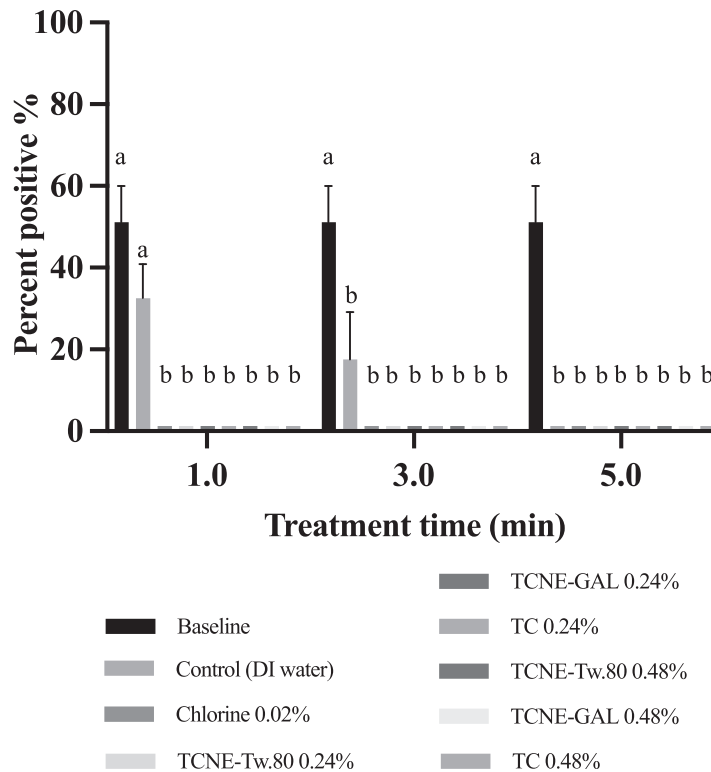 Percent positive %
100
80
60
40
20
0
a
a
b b b b b b b
a
b
b b b b b b b
a
b b b b b b b b
1.0 3.0 5.0
Treatment time (min)
Baseline
Control (DI water)
Chlorine 0.02%
TCNE-Tw.80 0.24%
TCNE-GAL 0.24%
TC 0.24%
TCNE-Tw.80 0.48%
TCNE-GAL 0.48%
TC 0.48%